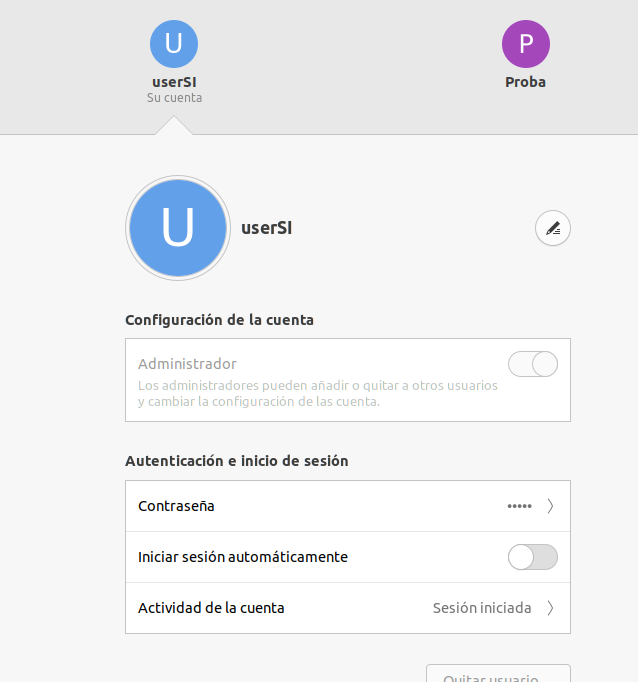 U
P
userSI
Proba
Su cuenta
U
userSI
Configuración de la cuenta
Administrador
Los administradores pueden añadir o quitar a otros usuarios
y cambiar la configuración de las cuenta.
Autenticación e inicio de sesión
Contraseña •••••
Iniciar sesión automáticamente
Actividad de la cuenta Sesión iniciada
Quitar usuario...